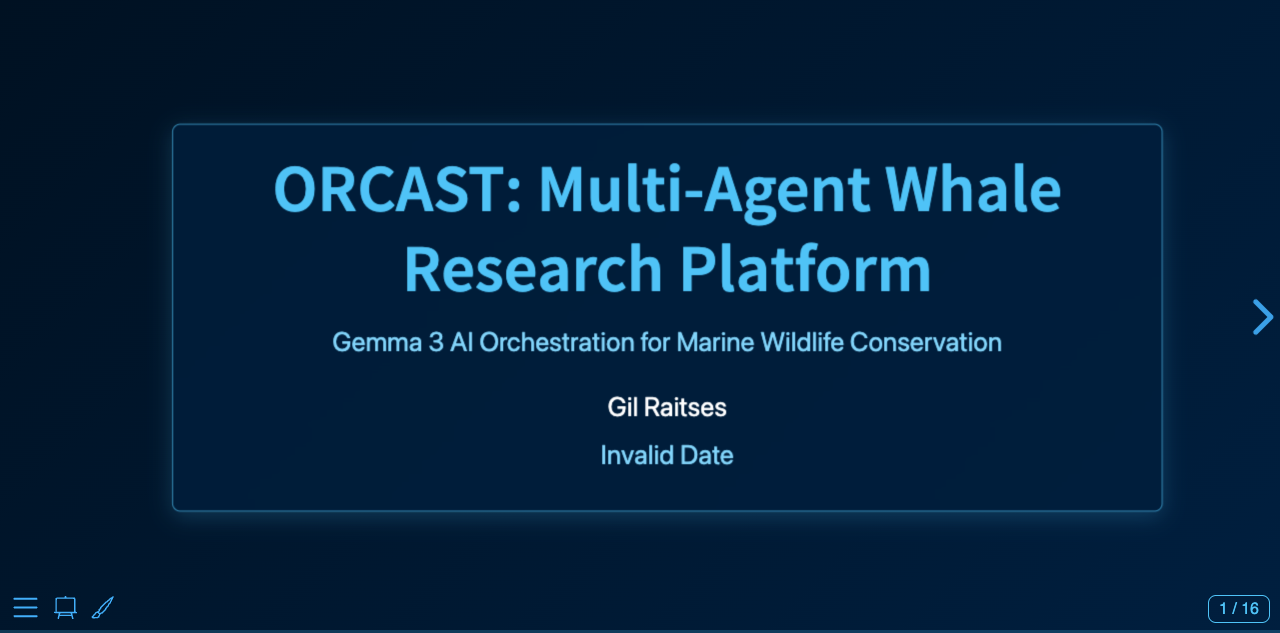 ORCAST: Multi-Agent Whale
Research Platform
Gemma 3 AI Orchestration for Marine Wildlife Conservation
Gil Raitses
Invalid Date
1 / 16